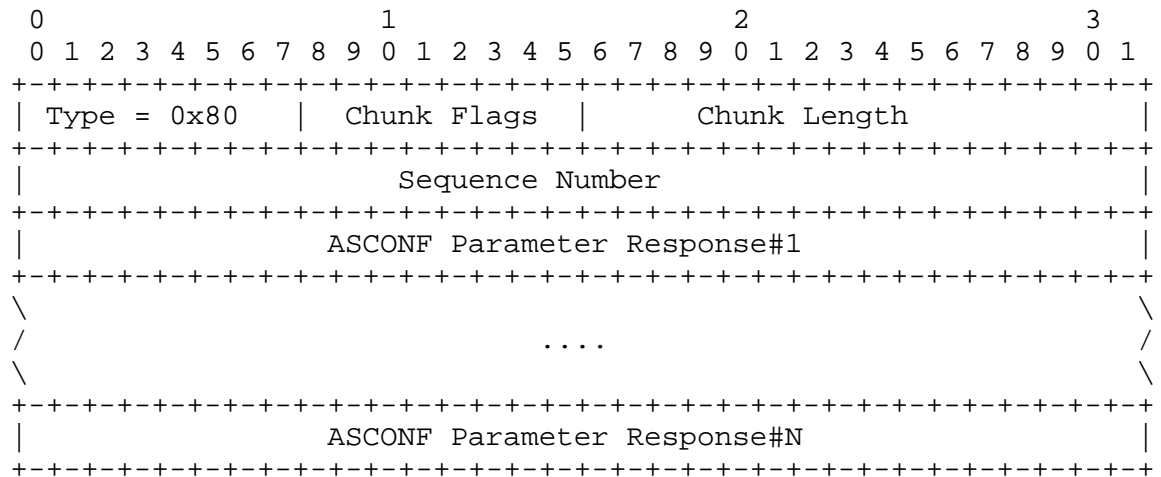 0                   1                   2                   3
 0 1 2 3 4 5 6 7 8 9 0 1 2 3 4 5 6 7 8 9 0 1 2 3 4 5 6 7 8 9 0 1
+-+-+-+-+-+-+-+-+-+-+-+-+-+-+-+-+-+-+-+-+-+-+-+-+-+-+-+-+-+-+-+-+
| Type = 0x80   |  Chunk Flags  |      Chunk Length             |
+-+-+-+-+-+-+-+-+-+-+-+-+-+-+-+-+-+-+-+-+-+-+-+-+-+-+-+-+-+-+-+-+
|                     Sequence Number                           |
+-+-+-+-+-+-+-+-+-+-+-+-+-+-+-+-+-+-+-+-+-+-+-+-+-+-+-+-+-+-+-+-+
|                 ASCONF Parameter Response#1                   |
+-+-+-+-+-+-+-+-+-+-+-+-+-+-+-+-+-+-+-+-+-+-+-+-+-+-+-+-+-+-+-+-+
\                                                               \
/                             ....                              /
\                                                               \
+-+-+-+-+-+-+-+-+-+-+-+-+-+-+-+-+-+-+-+-+-+-+-+-+-+-+-+-+-+-+-+-+
|                 ASCONF Parameter Response#N                   |
+-+-+-+-+-+-+-+-+-+-+-+-+-+-+-+-+-+-+-+-+-+-+-+-+-+-+-+-+-+-+-+-+